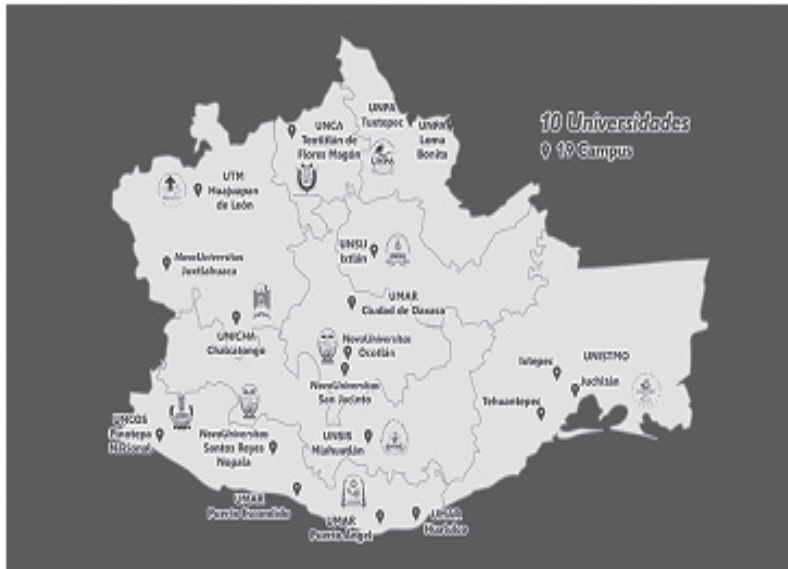 10 Universidades
19 Campus
UNPA
Tuxtepec
UNPA
Loma
Bonita
UNCA
Teotitlán de
Flores Magón
UNPA
UTM
Huajuapan
de León
UNSIJ
Ixtlán
NovaUniversitas
Juxtlahuaca
UMAR
Ciudad de Oaxaca
UNICHA
Chalcatongo
NovaUniversitas
Ocotlán
NovaUniversitas
San Jacinto
Ixtepec
UNISTMO
Juchitán
Tehuantepec
UNCOS
Pinotepa
Nacional
NovaUniversitas
Santos Reyes
Nopala
UNSIS
Miahuatlán
UMAR
Puerto Escondido
UMAR
Puerto Ángel
UMAR
Huatulco